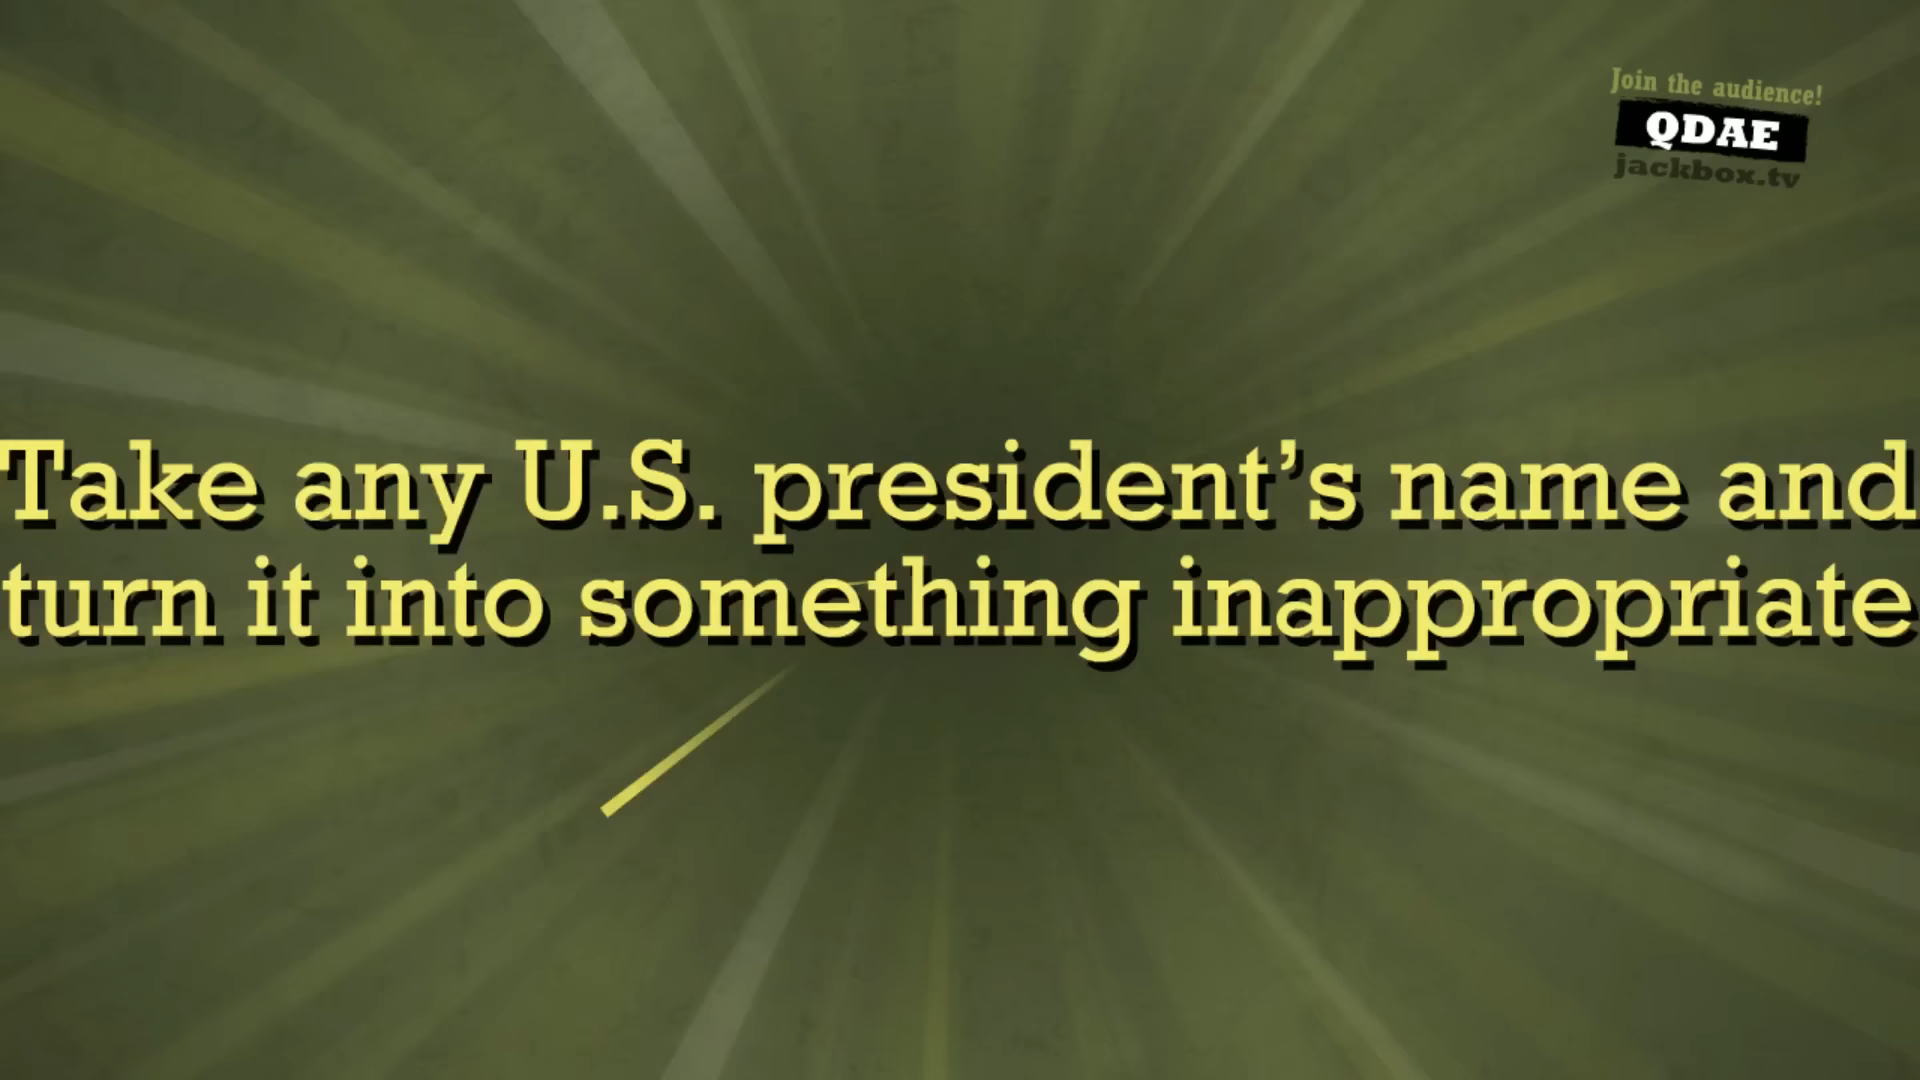 Join the audience!
QDAE
jackbox.tv
Take any U.S. president’s name and
turn it into something inappropriate